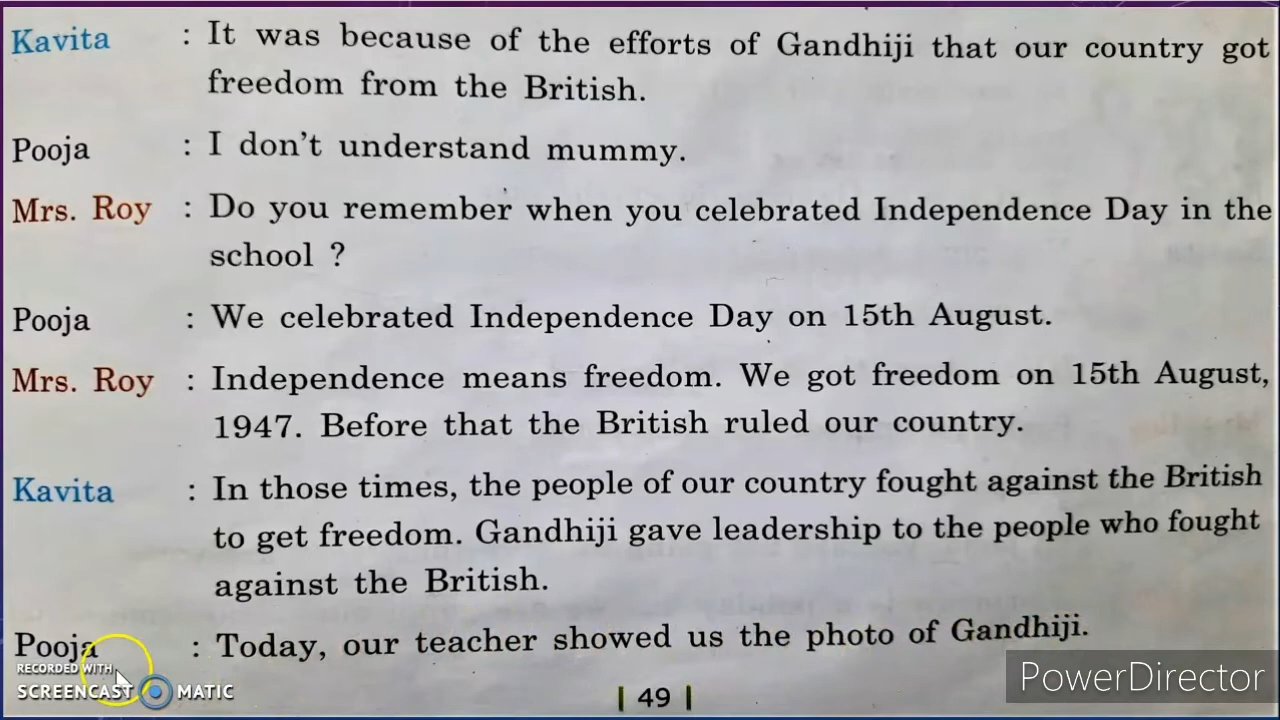 Kavita : It was because of the efforts of Gandhiji that our country got
freedom from the British.
Pooja : I don't understand mummy.
Mrs. Roy : Do you remember when you celebrated Independence Day in the
school ?
Pooja : We celebrated Independence Day on 15th August.
Mrs. Roy : Independence means freedom. We got freedom on 15th August,
1947. Before that the British ruled our country.
Kavita : In those times, the people of our country fought against the British
to get freedom. Gandhiji gave leadership to the people who fought
against the British.
Pooja : Today, our teacher showed us the photo of Gandhiji.
RECORDED WITH
SCREENCAST MATIC
| 49 |
PowerDirector